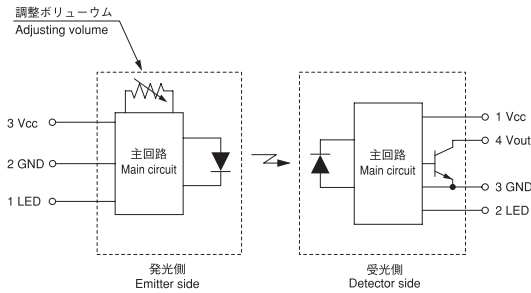 調整ボリューウム
Adjusting volume
3 Vcc
2 GND
1 LED
主回路
Main circuit
主回路
Main circuit
1 Vcc
4 Vout
3 GND
2 LED
発光側
Emitter side
受光側
Detector side